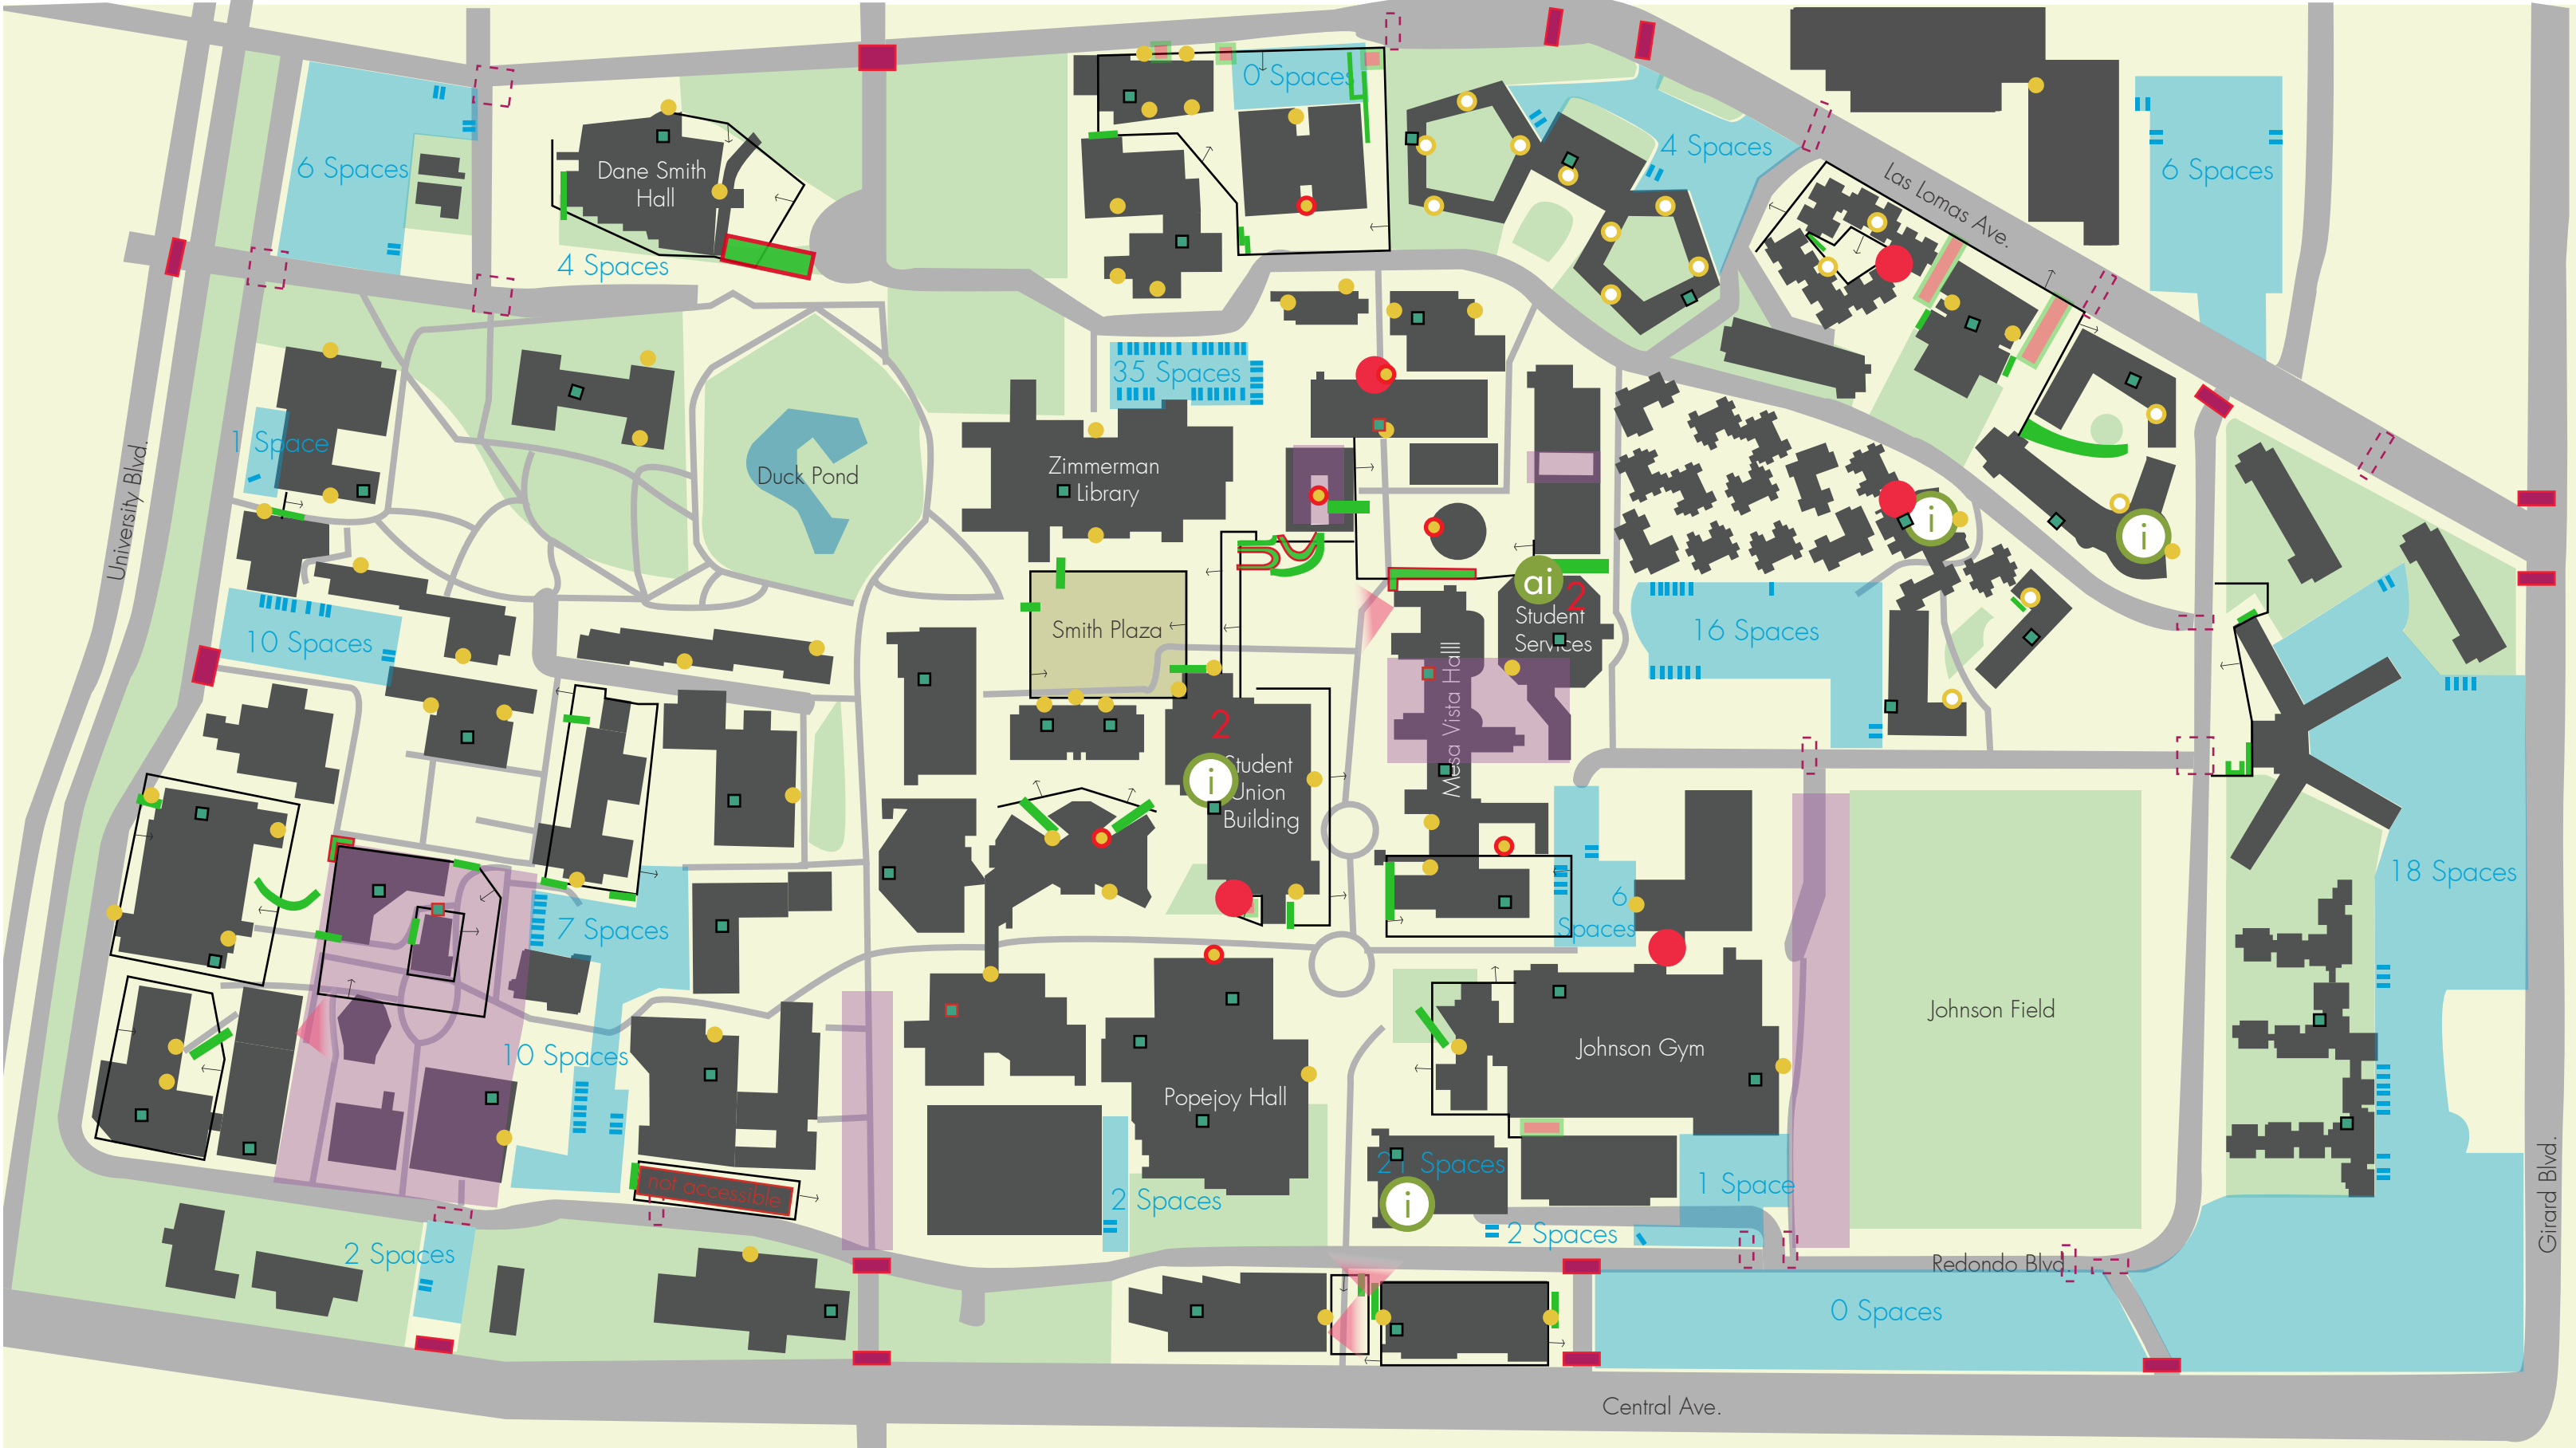 0 Spaces
6 Spaces
Dane Smith
Hall
4 Spaces
4 Spaces
Las Lomas Ave.
6 Spaces
35 Spaces
1 Space
University Blvd.
Duck Pond
Zimmerman
Library
i
i
ai
2
Student
Services
Smith Plaza
10 Spaces
16 Spaces
Mesa Vista Halll
2
i
Student
Union
Building
7 Spaces
6
Spaces
18 Spaces
Johnson Field
10 Spaces
Johnson Gym
Popejoy Hall
21 Spaces
i
1 Space
not accessible
2 Spaces
2 Spaces
2 Spaces
Redondo Blvd
Girard Blvd.
0 Spaces
Central Ave.